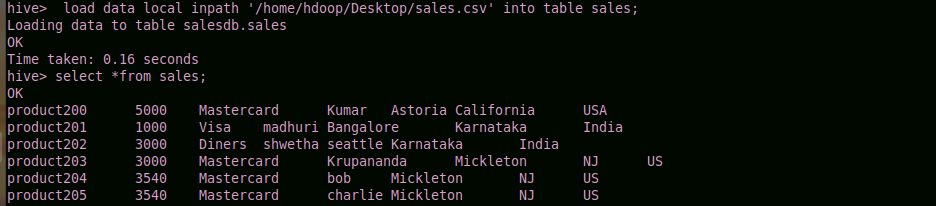 hive>  load data local inpath '/home/hdoop/Desktop/sales.csv' into table sales;
Loading data to table salesdb.sales
OK
Time taken: 0.16 seconds
hive> select *from sales;
OK
product200	5000	Mastercard	Kumar	Astoria	California	USA
product201	1000	Visa	madhuri	Bangalore	Karnataka	India
product202	3000	Diners	shwetha	seattle	Karnataka	India
product203	3000	Mastercard	Krupananda	Mickleton	NJ	US
product204	3540	Mastercard	bob	Mickleton	NJ	US
product205	3540	Mastercard	charlie	Mickleton	NJ	US